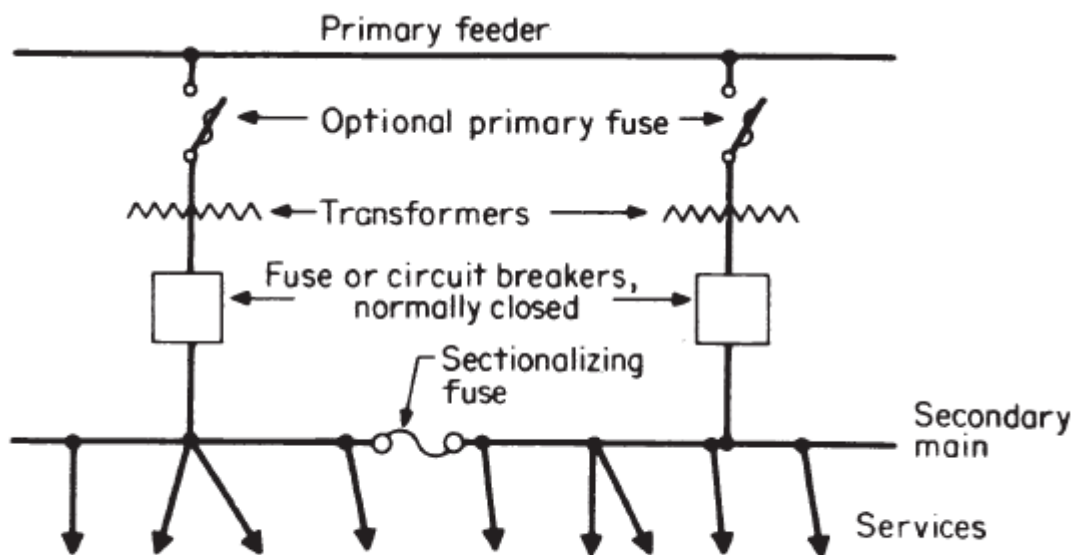 Primary feeder
Optional primary fuse
Transformers
Fuse or circuit breakers,
normally closed
Sectionalizing
fuse
Secondary
main
Services